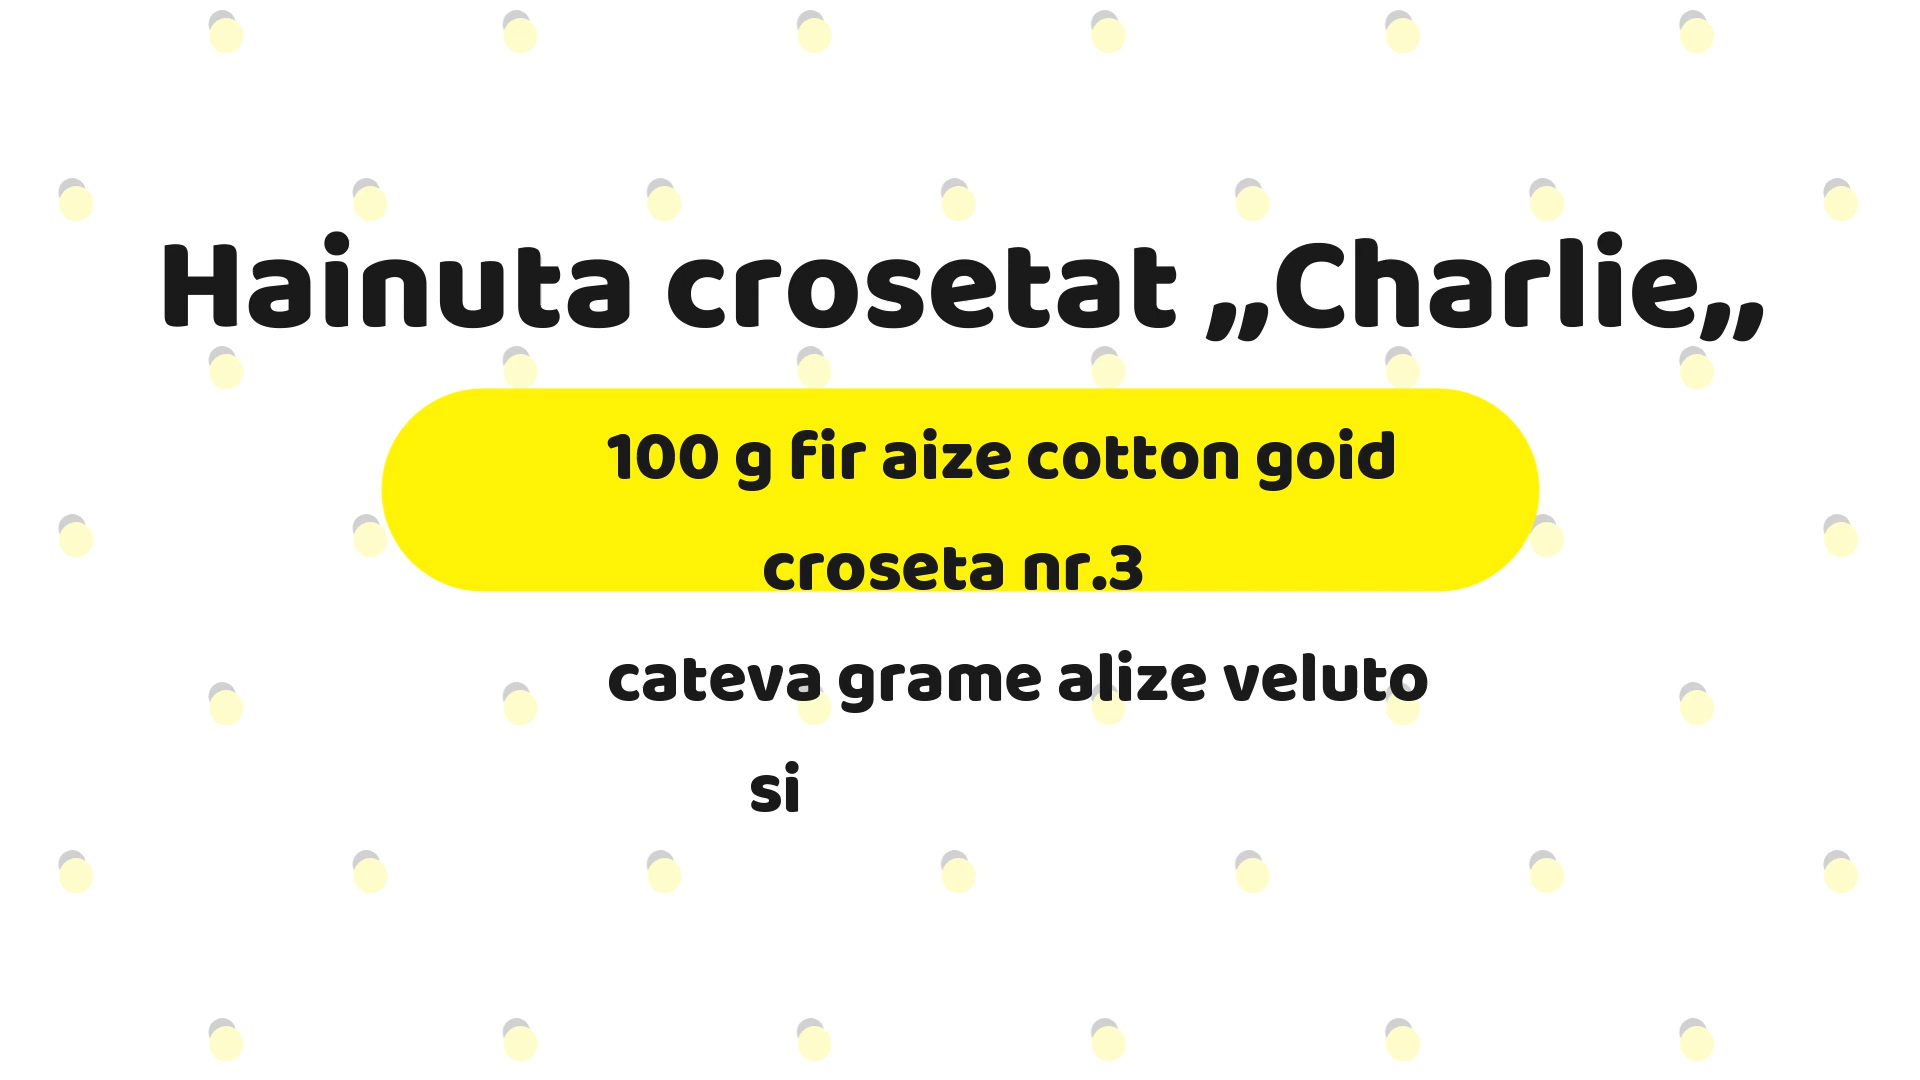 Hainuta crosetat ,,Charlie,,
100 g fir aize cotton goid
croseta nr.3
cateva grame alize veluto
si